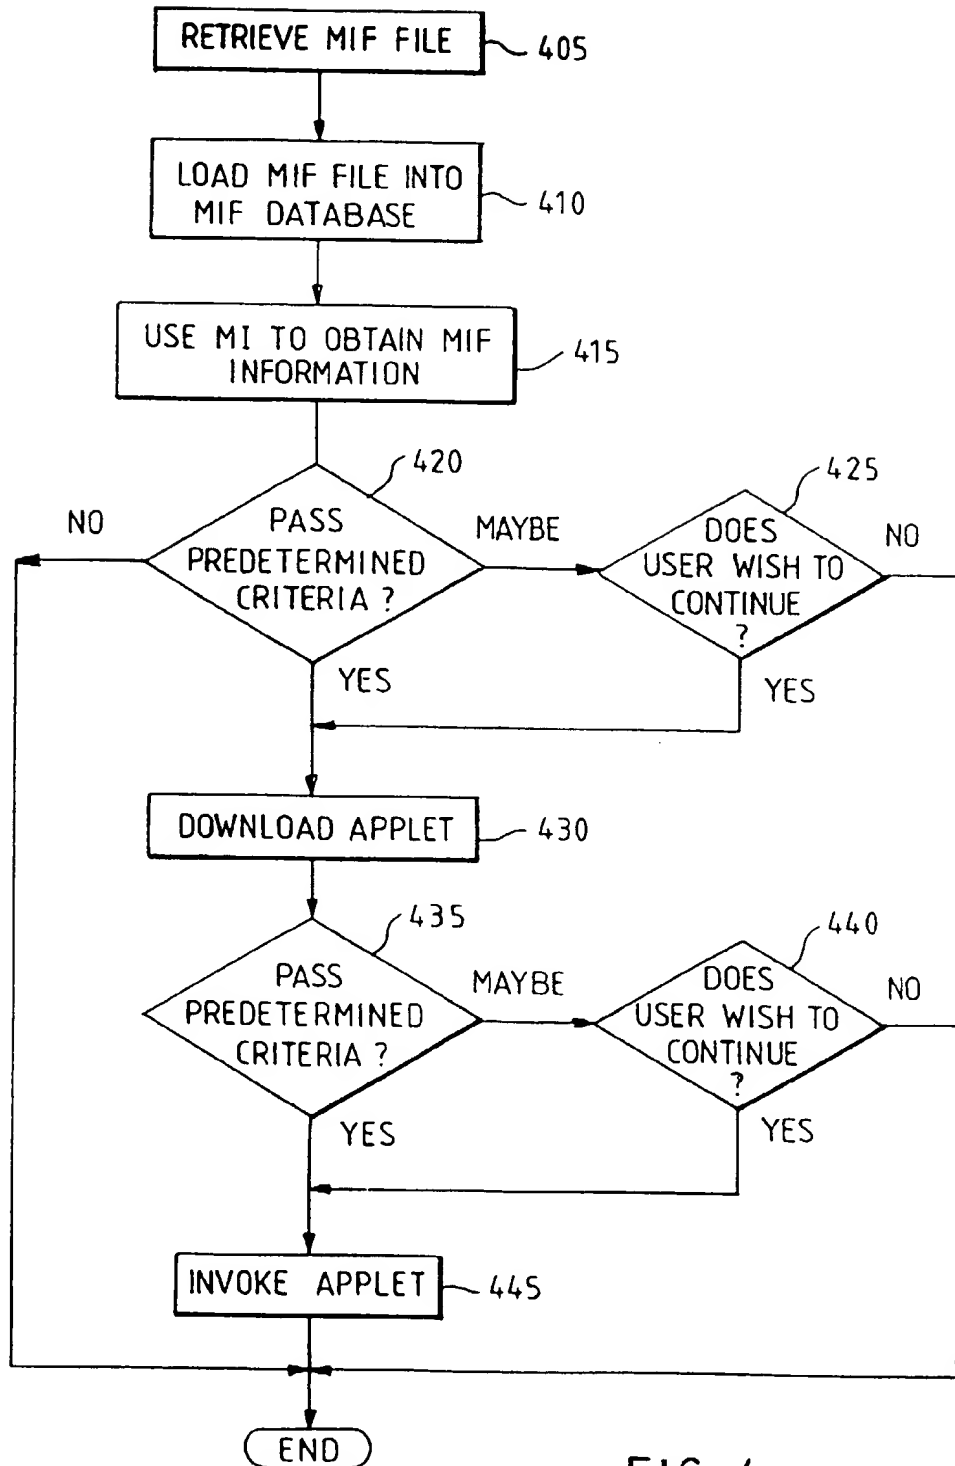 RETRIEVE MIF FILE
405
LOAD MIF FILE INTO
MIF DATABASE
410
USE MI TO OBTAIN MIF
INFORMATION
415
420
PASS
PREDETERMINED
CRITERIA ?
NO
MAYBE
YES
425
DOES
USER WISH TO
CONTINUE
?
NO
YES
DOWNLOAD APPLET
430
435
PASS
PREDETERMINED
CRITERIA ?
MAYBE
YES
440
DOES
USER WISH TO
CONTINUE
?
NO
YES
INVOKE APPLET
445
END